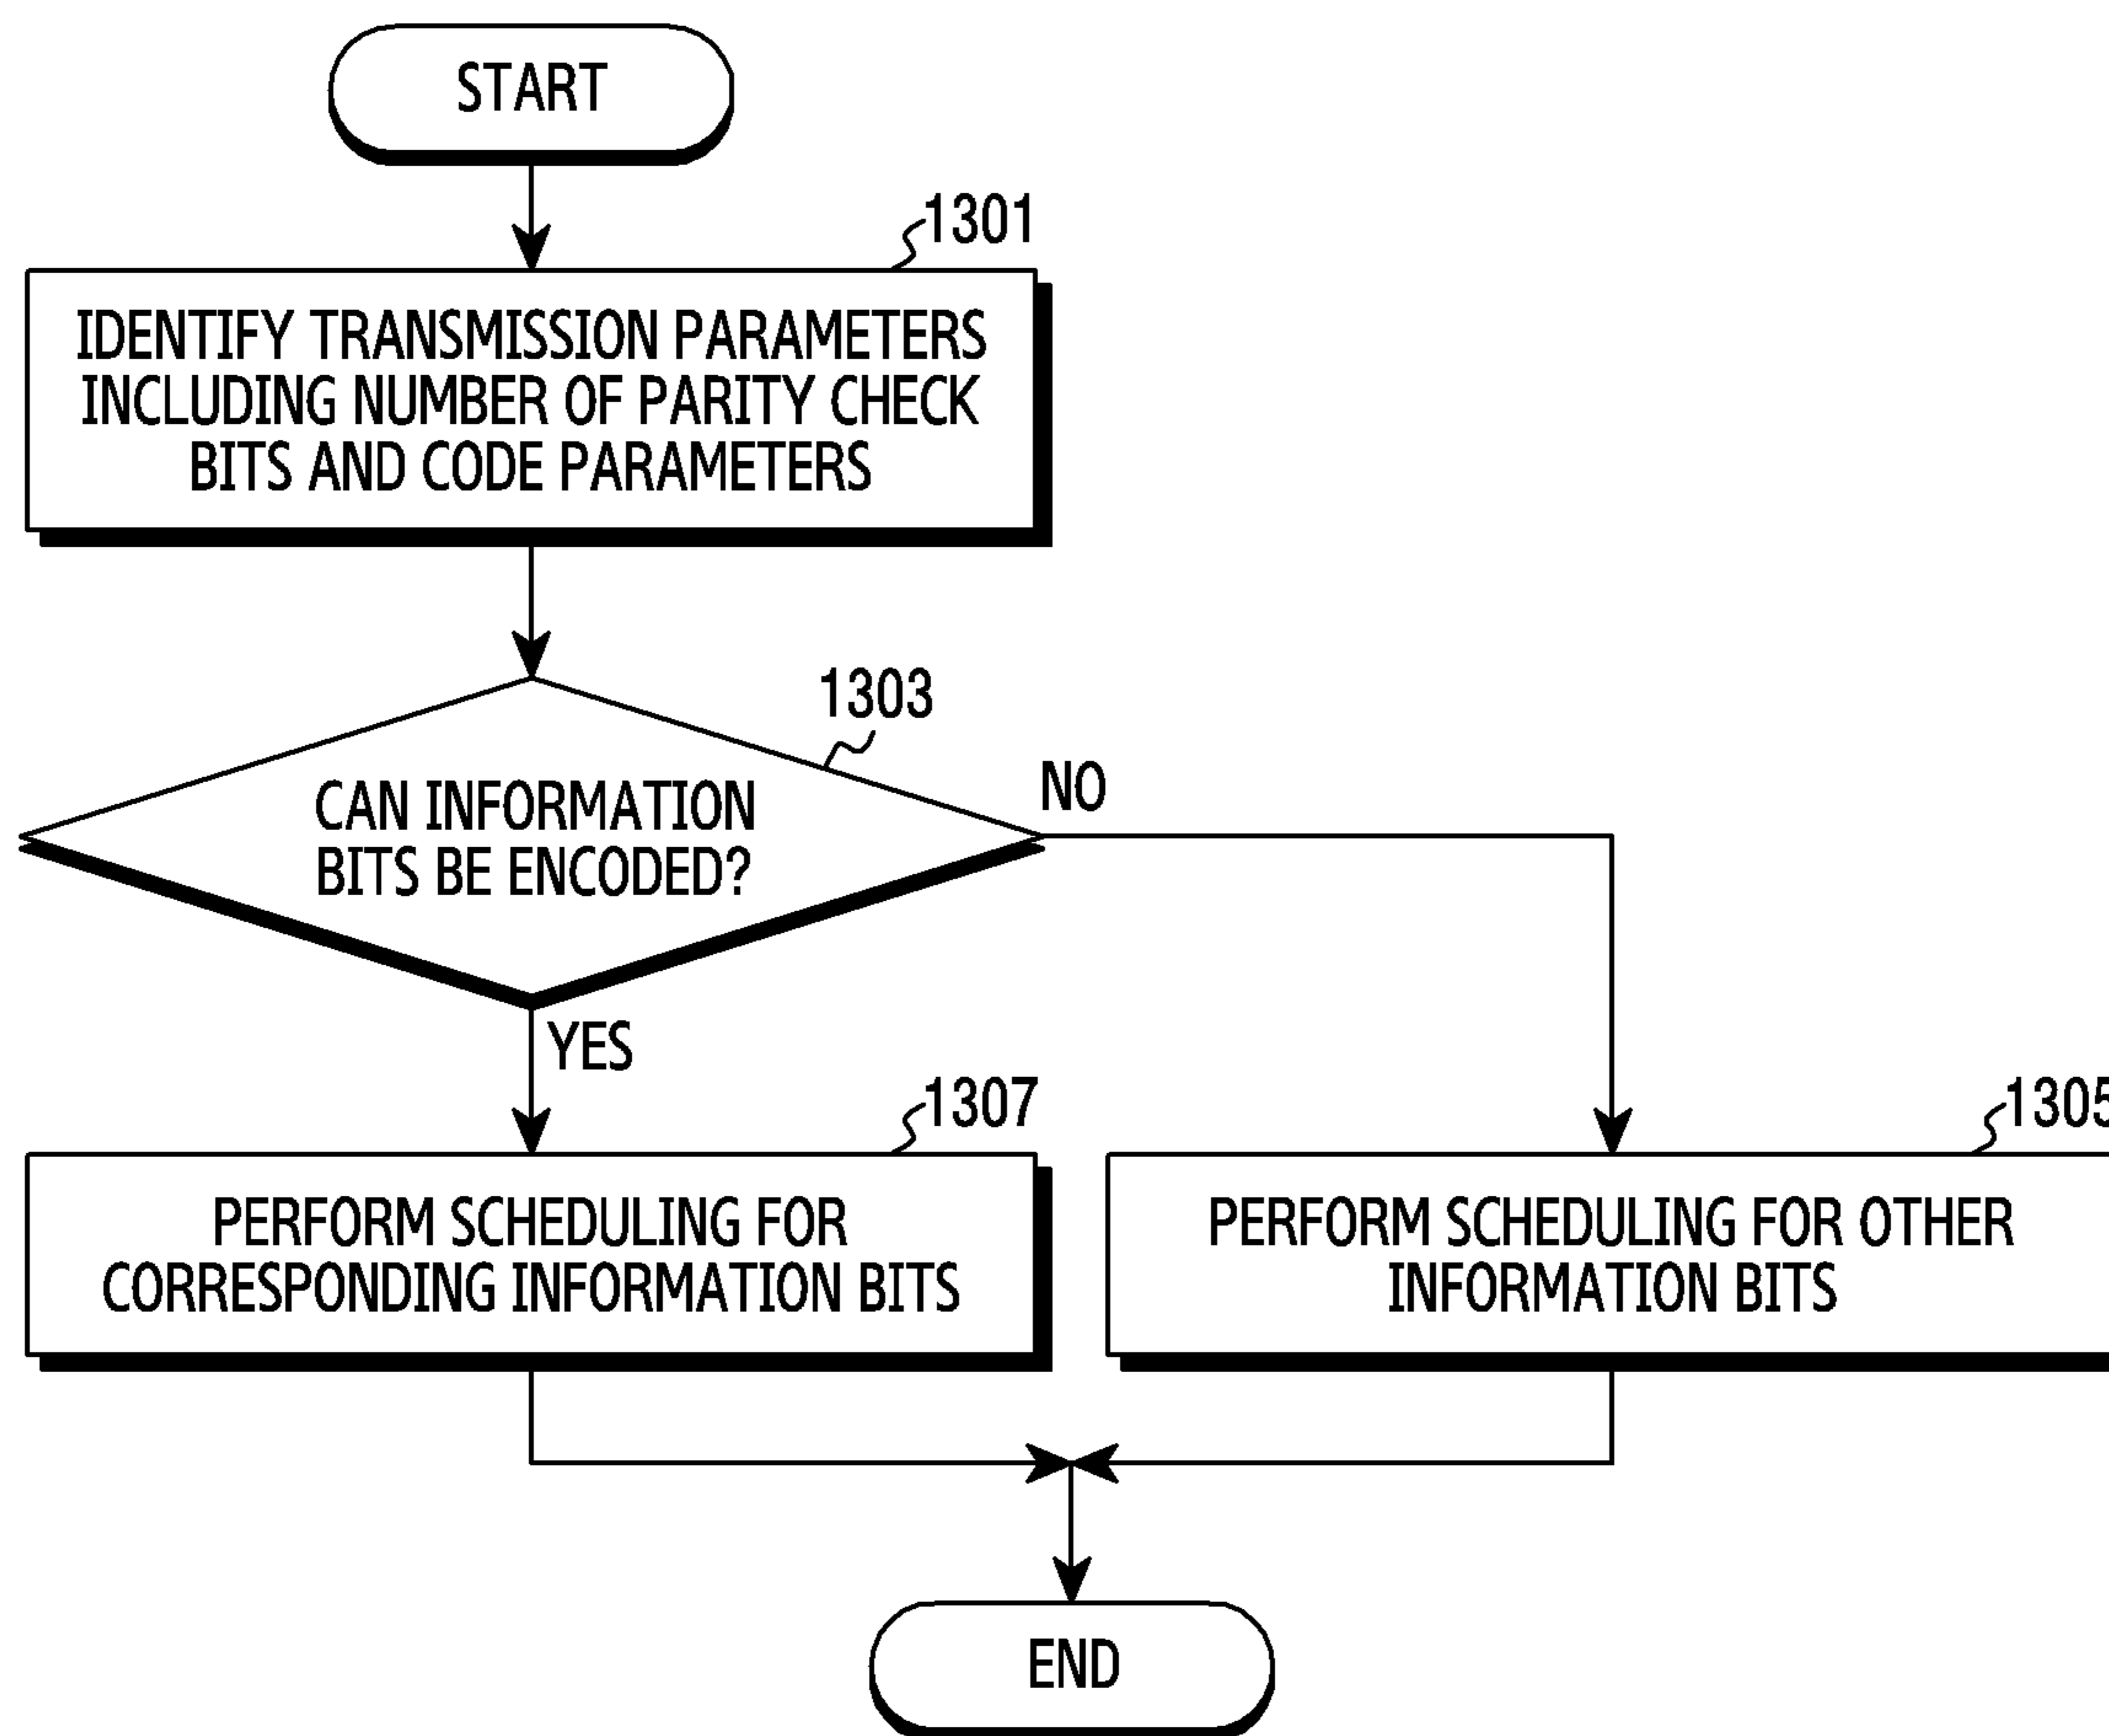 START
1301
IDENTIFY TRANSMISSION PARAMETERS
INCLUDING NUMBER OF PARITY CHECK
BITS AND CODE PARAMETERS
1303
CAN INFORMATION
BITS BE ENCODED?
NO
YES
1307
PERFORM SCHEDULING FOR
CORRESPONDING INFORMATION BITS
1305
PERFORM SCHEDULING FOR OTHER
INFORMATION BITS
END